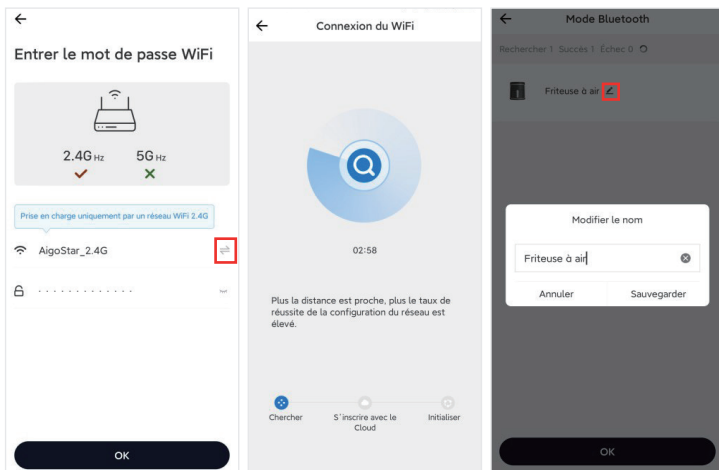 Entrer le mot de passe WiFi
2.4G Hz
5G Hz
Prise en charge uniquement par un réseau WiFi 2.4G
AigoStar_2.4G
OK
Connexion du WiFi
02:58
Plus la distance est proche, plus le taux de
réussite de la configuration du réseau est
élevé.
Chercher
S'inscrire avec le
Cloud
Initialiser
Mode Bluetooth
Rechercher 1 Succès 1 Échec 0
Friteuse à air
Modifier le nom
Friteuse à air
Annuler
Sauvegarder
OK